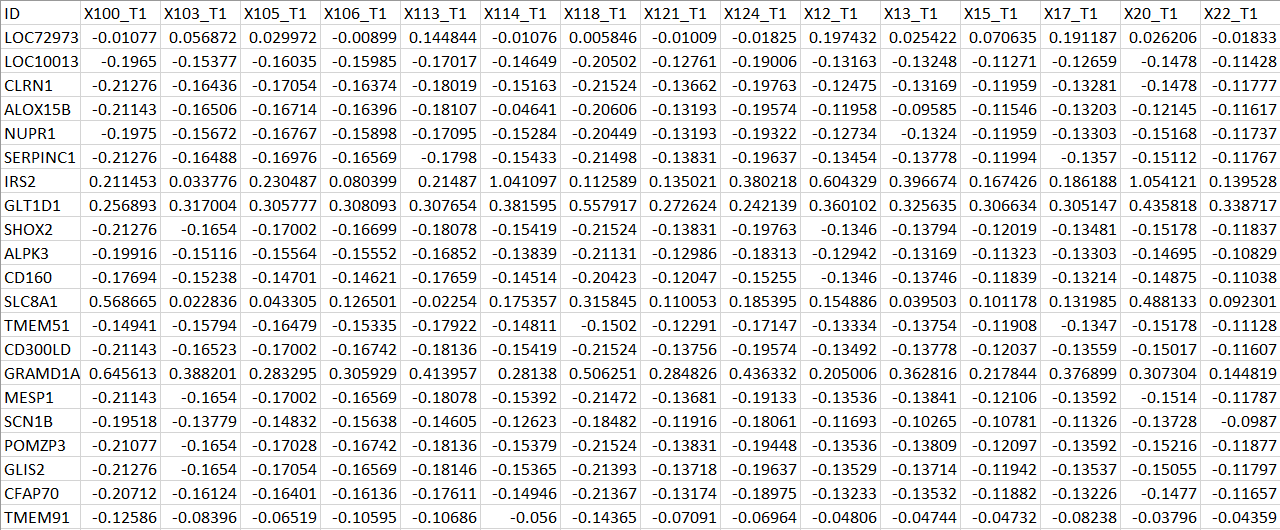 ID X100_T1 X103_T1 X105_T1 X106_T1 X113_T1 X114_T1 X118_T1 X121_T1 X124_T1 X12_T1 X13_T1 X15_T1 X17_T1 X20_T1 X22_T1
LOC72973 -0.01077 0.056872 0.029972 -0.00899 0.144844 -0.01076 0.005846 -0.01009 -0.01825 0.197432 0.025422 0.070635 0.191187 0.026206 -0.01833
LOC10013 -0.1965 -0.15377 -0.16035 -0.15985 -0.17017 -0.14649 -0.20502 -0.12761 -0.19006 -0.13163 -0.13248 -0.11271 -0.12659 -0.1478 -0.11428
CLRN1 -0.21276 -0.16436 -0.17054 -0.16374 -0.18019 -0.15163 -0.21524 -0.13662 -0.19763 -0.12475 -0.13169 -0.11959 -0.13281 -0.1478 -0.11777
ALOX15B -0.21143 -0.16506 -0.16714 -0.16396 -0.18107 -0.04641 -0.20606 -0.13193 -0.19574 -0.11958 -0.09585 -0.11546 -0.13203 -0.12145 -0.11617
NUPR1 -0.1975 -0.15672 -0.16767 -0.15898 -0.17095 -0.15284 -0.20449 -0.13193 -0.19322 -0.12734 -0.1324 -0.11959 -0.13303 -0.15168 -0.11737
SERPINC1 -0.21276 -0.16488 -0.16976 -0.16569 -0.1798 -0.15433 -0.21498 -0.13831 -0.19637 -0.13454 -0.13778 -0.11994 -0.1357 -0.15112 -0.11767
IRS2 0.211453 0.033776 0.230487 0.080399 0.21487 1.041097 0.112589 0.135021 0.380218 0.604329 0.396674 0.167426 0.186188 1.054121 0.139528
GLT1D1 0.256893 0.317004 0.305777 0.308093 0.307654 0.381595 0.557917 0.272624 0.242139 0.360102 0.325635 0.306634 0.305147 0.435818 0.338717
SHOX2 -0.21276 -0.1654 -0.17002 -0.16699 -0.18078 -0.15419 -0.21524 -0.13831 -0.19763 -0.1346 -0.13794 -0.12019 -0.13481 -0.15178 -0.11837
ALPK3 -0.19916 -0.15116 -0.15564 -0.15552 -0.16852 -0.13839 -0.21131 -0.12986 -0.18313 -0.12942 -0.13169 -0.11323 -0.13303 -0.14695 -0.10829
CD160 -0.17694 -0.15238 -0.14701 -0.14621 -0.17659 -0.14514 -0.20423 -0.12047 -0.15255 -0.1346 -0.13746 -0.11839 -0.13214 -0.14875 -0.11038
SLC8A1 0.568665 0.022836 0.043305 0.126501 -0.02254 0.175357 0.315845 0.110053 0.185395 0.154886 0.039503 0.101178 0.131985 0.488133 0.092301
TMEM51 -0.14941 -0.15794 -0.16479 -0.15335 -0.17922 -0.14811 -0.1502 -0.12291 -0.17147 -0.13334 -0.13754 -0.11908 -0.1347 -0.15178 -0.11128
CD300LD -0.21143 -0.16523 -0.17002 -0.16742 -0.18136 -0.15419 -0.21524 -0.13756 -0.19574 -0.13492 -0.13778 -0.12037 -0.13559 -0.15017 -0.11607
GRAMD1A 0.645613 0.388201 0.283295 0.305929 0.413957 0.28138 0.506251 0.284826 0.436332 0.205006 0.362816 0.217844 0.376899 0.307304 0.144819
MESP1 -0.21143 -0.1654 -0.17002 -0.16569 -0.18078 -0.15392 -0.21472 -0.13681 -0.19133 -0.13536 -0.13841 -0.12106 -0.13592 -0.1514 -0.11787
SCN1B -0.19518 -0.13779 -0.14832 -0.15638 -0.14605 -0.12623 -0.18482 -0.11916 -0.18061 -0.11693 -0.10265 -0.10781 -0.11326 -0.13728 -0.0987
POMZP3 -0.21077 -0.1654 -0.17028 -0.16742 -0.18136 -0.15379 -0.21524 -0.13831 -0.19448 -0.13536 -0.13809 -0.12097 -0.13592 -0.15216 -0.11877
GLIS2 -0.21276 -0.1654 -0.17054 -0.16569 -0.18146 -0.15365 -0.21393 -0.13718 -0.19637 -0.13529 -0.13714 -0.11942 -0.13537 -0.15055 -0.11797
CFAP70 -0.20712 -0.16124 -0.16401 -0.16136 -0.17611 -0.14946 -0.21367 -0.13174 -0.18975 -0.13233 -0.13532 -0.11882 -0.13226 -0.1477 -0.11657
TMEM91 -0.12586 -0.08396 -0.06519 -0.10595 -0.10686 -0.056 -0.14365 -0.07091 -0.06964 -0.04806 -0.04744 -0.04732 -0.08238 -0.03796 -0.04359